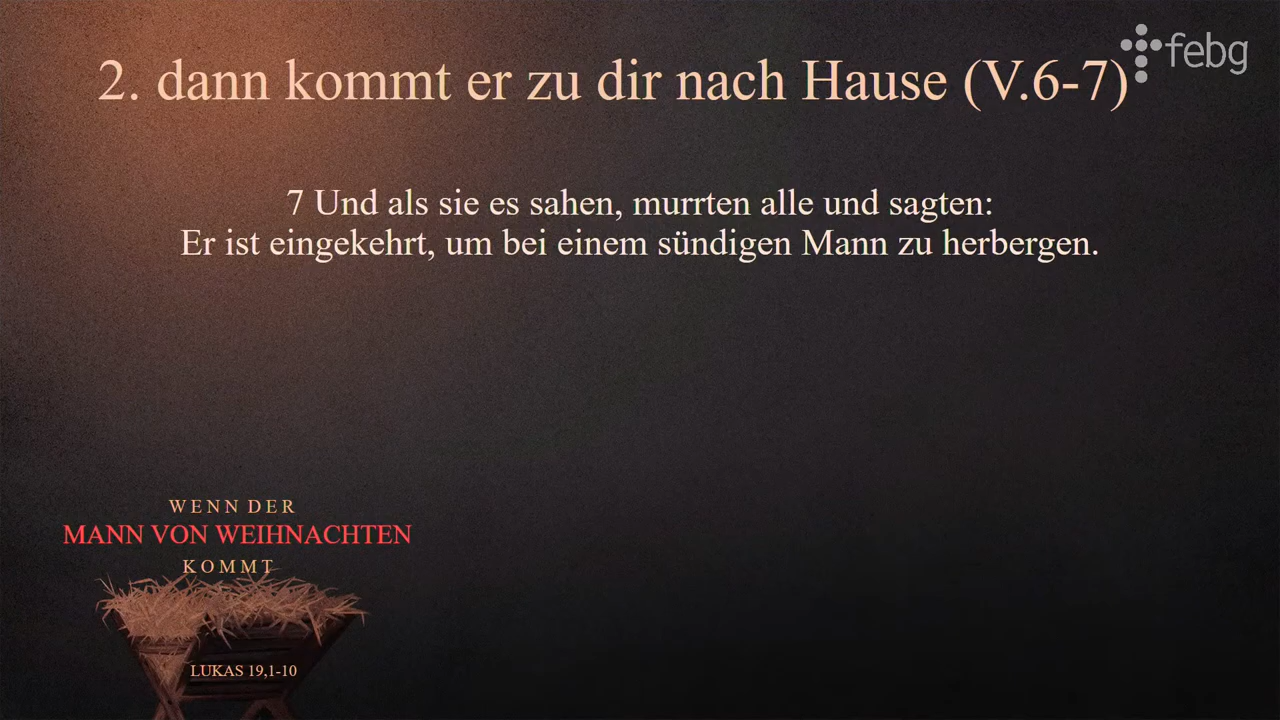 febg
2. dann kommt er zu dir nach Hause (V.6-7)
7 Und als sie es sahen, murrten alle und sagten:
Er ist eingekehrt, um bei einem sündigen Mann zu herbergen.
WENN DER
MANN VON WEIHNACHTEN
KOMMT
LUKAS 19,1-10